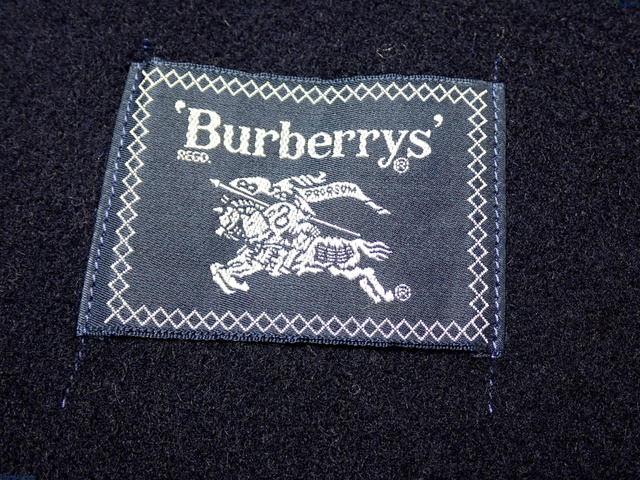 'Burberrys'
REGD. ®
PRORSUM
®